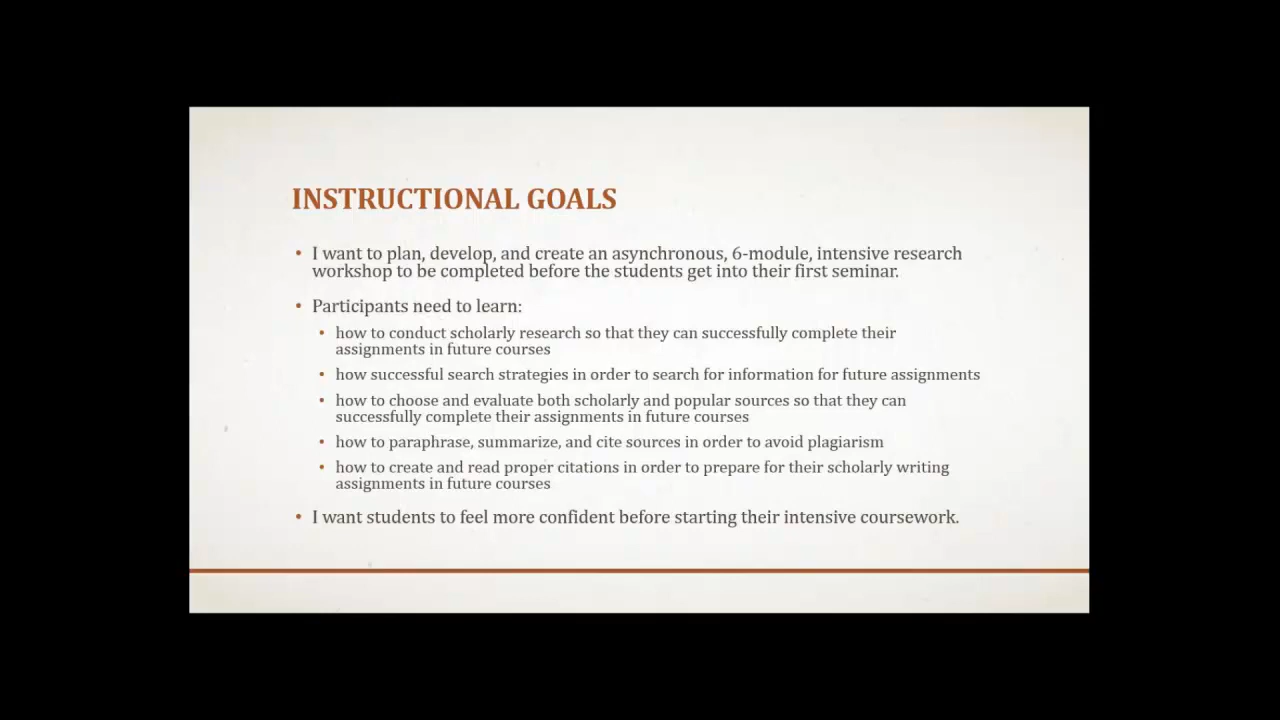 INSTRUCTIONAL GOALS
• I want to plan, develop, and create an asynchronous, 6-module, intensive research
workshop to be completed before the students get into their first seminar.
• Participants need to learn:
• how to conduct scholarly research so that they can successfully complete their
assignments in future courses
• how successful search strategies in order to search for information for future assignments
• how to choose and evaluate both scholarly and popular sources so that they can
successfully complete their assignments in future courses
• how to paraphrase, summarize, and cite sources in order to avoid plagiarism
• how to create and read proper citations in order to prepare for their scholarly writing
assignments in future courses
• I want students to feel more confident before starting their intensive coursework.